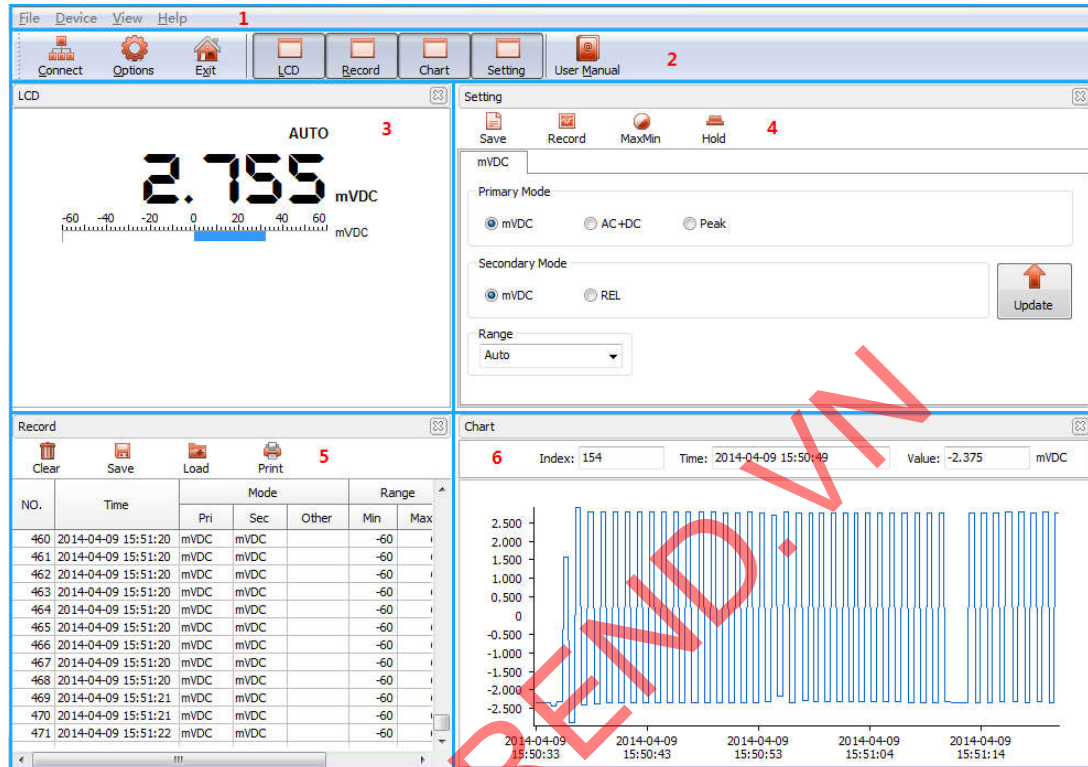 File Device View Help 1
Connect Options Exit LCD Record Chart Setting User Manual 2
LCD
3
AUTO
2.755 mVDC
-60 -40 -20 0 20 40 60
mVDC
Setting
Save Record MaxMin Hold 4
mVDC
Primary Mode
mVDC AC+DC Peak
Secondary Mode
mVDC REL
Update
Range
Auto
Record
Clear Save Load Print 5
NO. Time Mode Range
Pri Sec Other Min Max
460 2014-04-09 15:51:20 mVDC mVDC -60
461 2014-04-09 15:51:20 mVDC mVDC -60
462 2014-04-09 15:51:20 mVDC mVDC -60
463 2014-04-09 15:51:20 mVDC mVDC -60
464 2014-04-09 15:51:20 mVDC mVDC -60
465 2014-04-09 15:51:20 mVDC mVDC -60
466 2014-04-09 15:51:20 mVDC mVDC -60
467 2014-04-09 15:51:20 mVDC mVDC -60
468 2014-04-09 15:51:20 mVDC mVDC -60
469 2014-04-09 15:51:21 mVDC mVDC -60
470 2014-04-09 15:51:21 mVDC mVDC -60
471 2014-04-09 15:51:22 mVDC mVDC -60
Chart
6 Index: 154 Time: 2014-04-09 15:50:49 Value: -2.375 mVDC
2.500
2.000
1.500
1.000
0.500
0
-0.500
-1.000
-1.500
-2.000
-2.500
2014-04-09 2014-04-09 2014-04-09 2014-04-09 2014-04-09
15:50:33 15:50:43 15:50:53 15:51:04 15:51:14
REND.VN